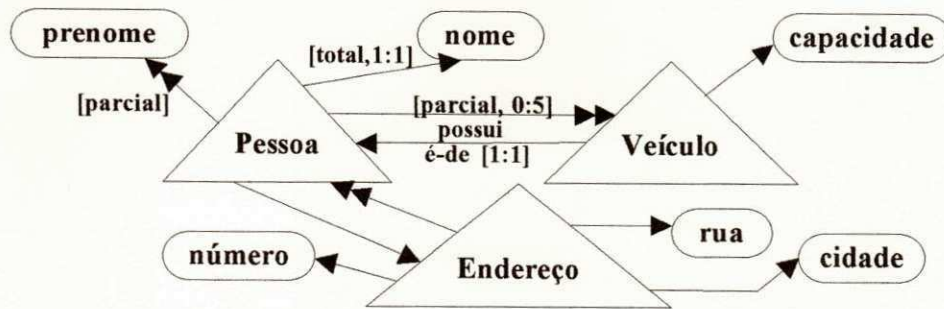 prenome
nome
capacidade
[total,1:1]
[parcial]
[parcial, 0:5]
possui
é-de [1:1]
Pessoa
Veículo
número
Endereço
rua
cidade